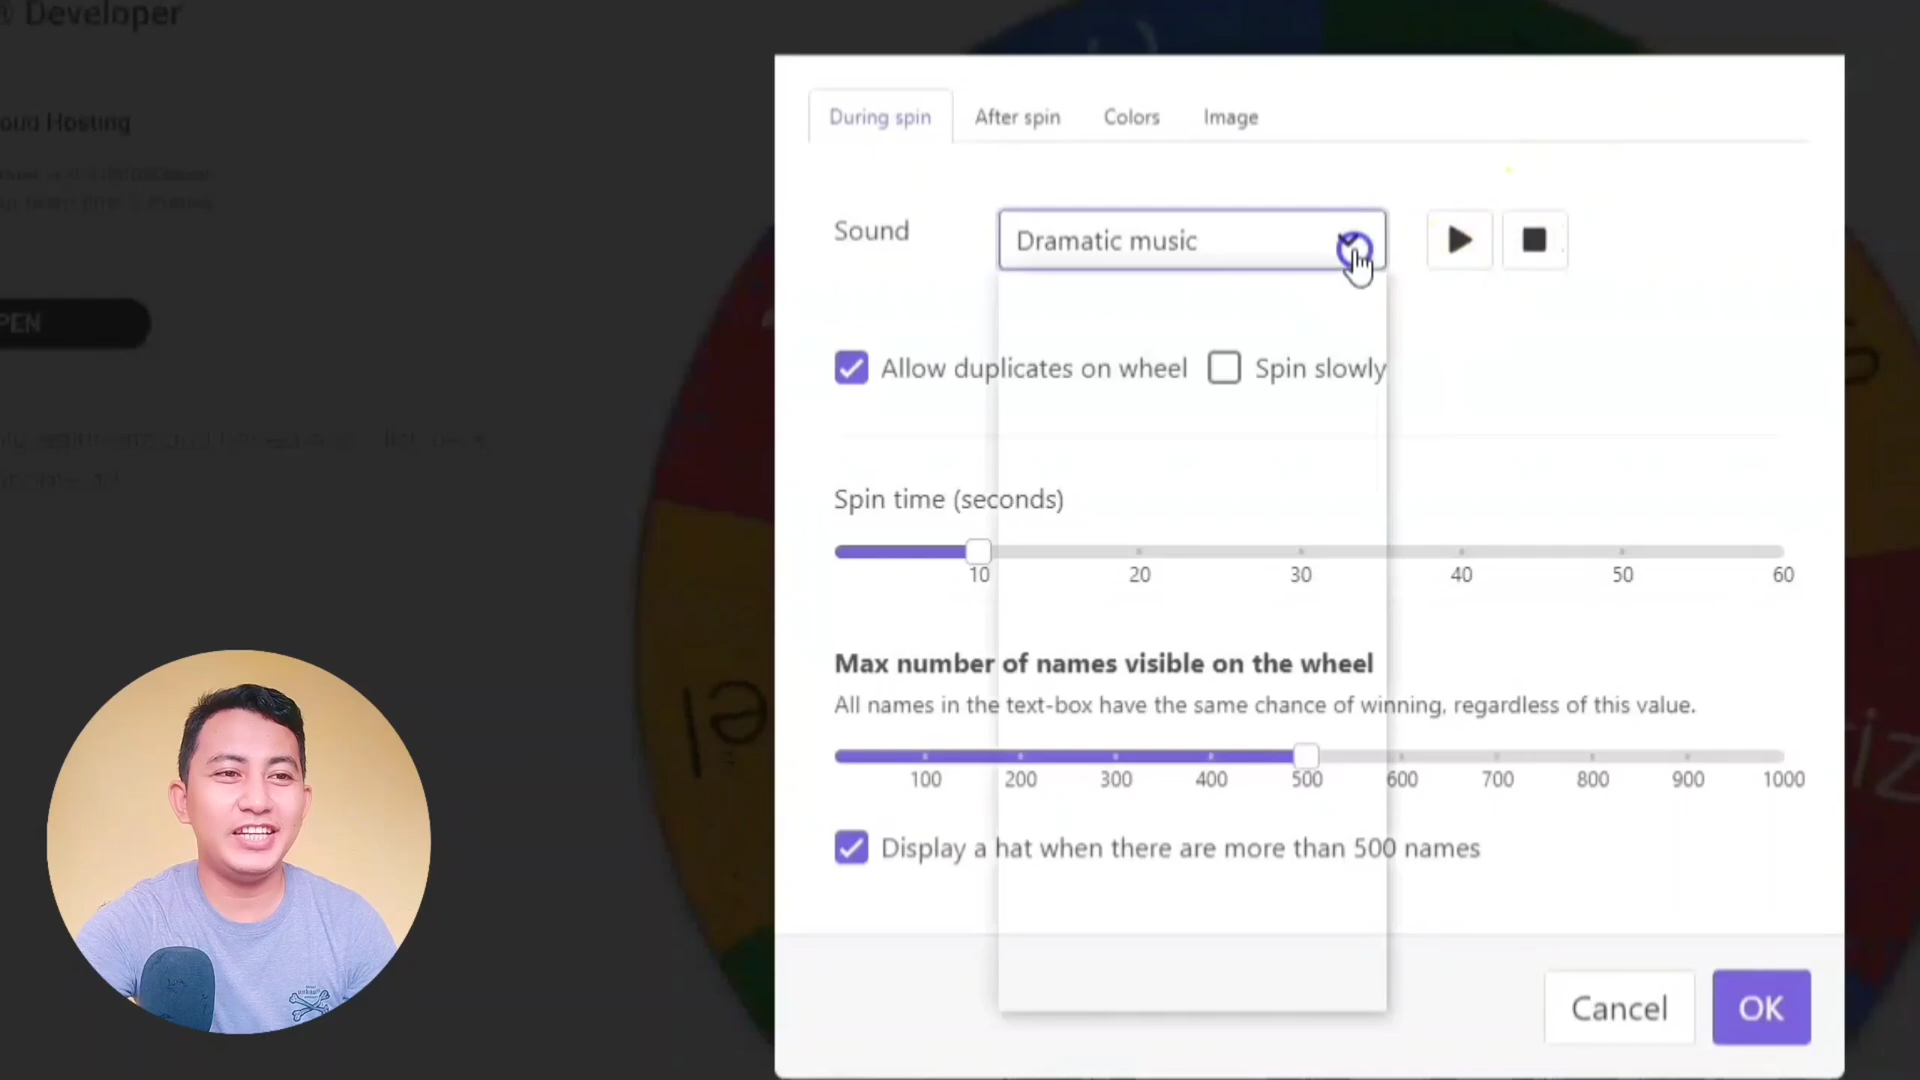 @ Developer
oud Hosting
PEN
During spin After spin Colors Image
Sound Dramatic music
Allow duplicates on wheel Spin slowly
Spin time (seconds)
10 20 30 40 50 60
Max number of names visible on the wheel
All names in the text-box have the same chance of winning, regardless of this value.
100 200 300 400 500 600 700 800 900 1000
Display a hat when there are more than 500 names
Cancel OK